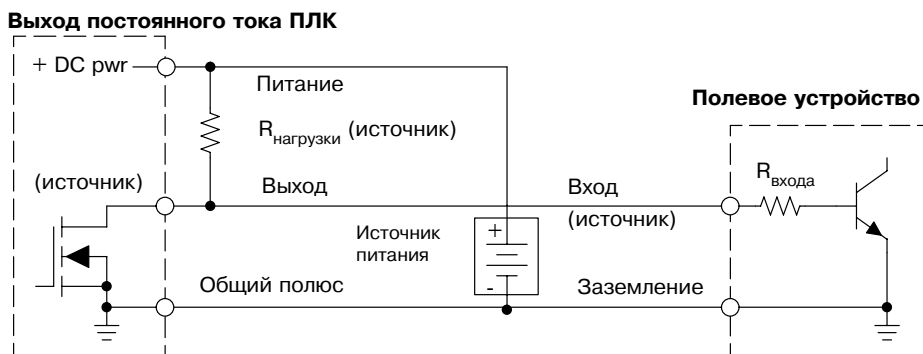 Выход постоянного тока ПЛК
+ DC pwr
Питание
Полевое устройство
Rнагрузки (источник)
(источник)
Выход
Вход
(источник)
Rвхода
Источник
питания
+
-
Общий полюс
Заземление